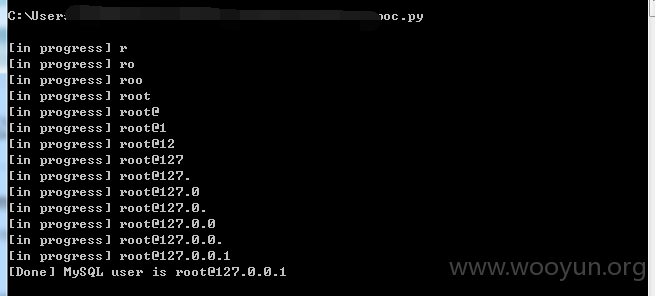 C:\Users poc.py
[in progress] r
[in progress] ro
[in progress] roo
[in progress] root
[in progress] root@
[in progress] root@1
[in progress] root@12
[in progress] root@127
[in progress] root@127.
[in progress] root@127.0
[in progress] root@127.0.
[in progress] root@127.0.0
[in progress] root@127.0.0.
[in progress] root@127.0.0.1
[Done] MySQL user is root@127.0.0.1
www.wooyun.org